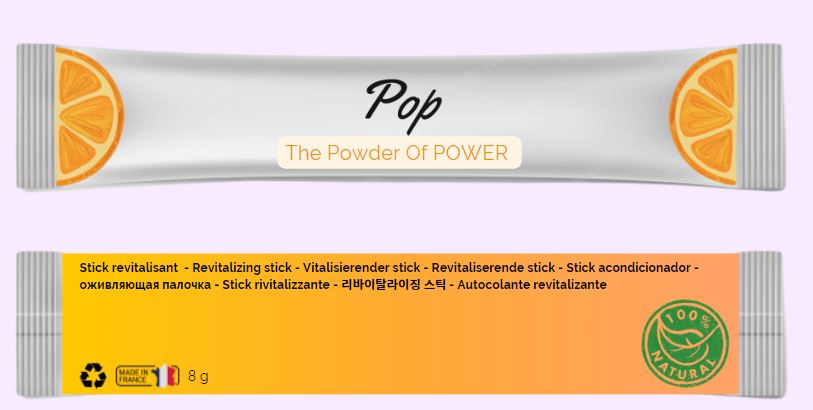 Pop
The Powder Of POWER
Stick revitalisant - Revitalizing stick - Vitalisierender stick - Revitaliserende stick - Stick acondicionador -
оживляющая палочка - Stick rivitalizzante - 리바이탈라이징 스틱 - Autocolante revitalizante
100%
NATURAL
MADE IN
FRANCE
8 g